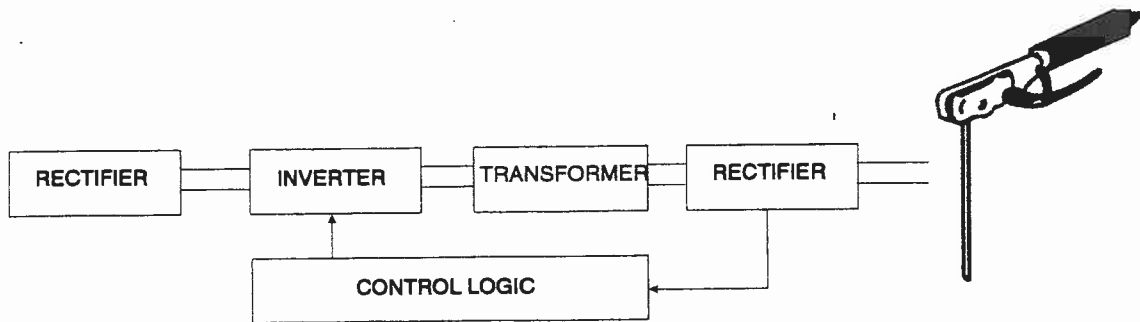 RECTIFIER
INVERTER
TRANSFORMER
RECTIFIER
CONTROL LOGIC